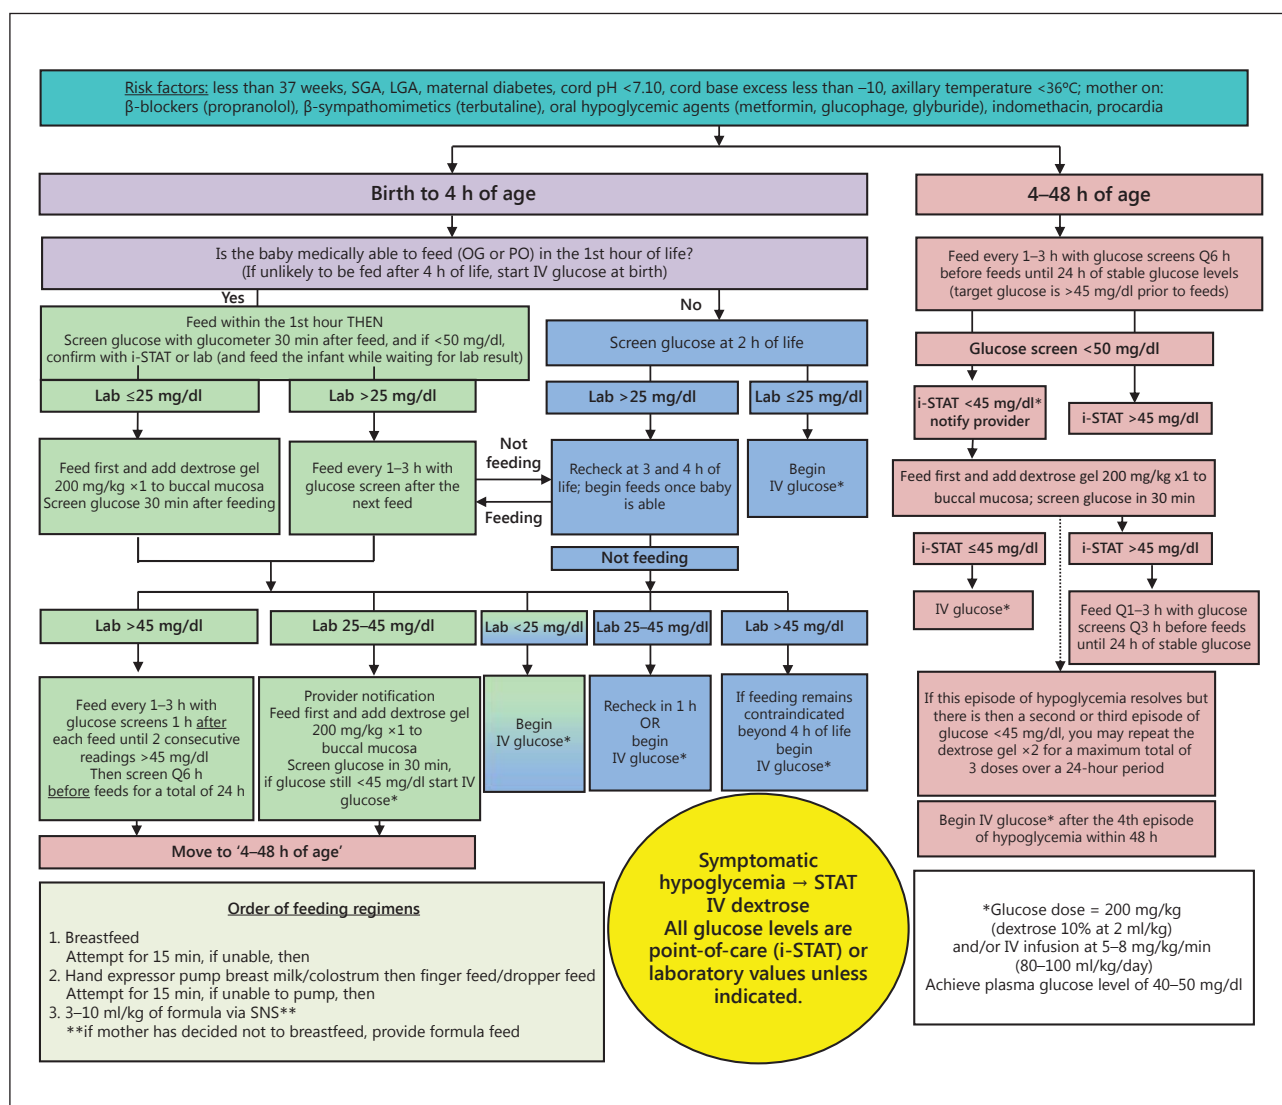 Risk factors: less than 37 weeks, SGA, LGA, maternal diabetes, cord pH <7.10, cord base excess less than –10, axillary temperature <36ºC; mother on:
β-blockers (propranolol), β-sympathomimetics (terbutaline), oral hypoglycemic agents (metformin, glucophage, glyburide), indomethacin, procardia
Birth to 4 h of age
Is the baby medically able to feed (OG or PO) in the 1st hour of life?
(If unlikely to be fed after 4 h of life, start IV glucose at birth)
Yes
No
Feed within the 1st hour THEN
Screen glucose with glucometer 30 min after feed, and if <50 mg/dl,
confirm with i-STAT or lab (and feed the infant while waiting for lab result)
Screen glucose at 2 h of life
Lab ≤25 mg/dl
Lab >25 mg/dl
Lab >25 mg/dl
Lab ≤25 mg/dl
Feed first and add dextrose gel
200 mg/kg ×1 to buccal mucosa
Screen glucose 30 min after feeding
Feed every 1–3 h with
glucose screen after the
next feed
Not
feeding
Feeding
Recheck at 3 and 4 h of
life; begin feeds once baby
is able
Begin
IV glucose*
Not feeding
Lab >45 mg/dl
Lab 25–45 mg/dl
Lab <25 mg/dl
Lab 25–45 mg/dl
Lab >45 mg/dl
Feed every 1–3 h with
glucose screens 1 h after
each feed until 2 consecutive
readings >45 mg/dl
Then screen Q6 h
before feeds for a total of 24 h
Provider notification
Feed first and add dextrose gel
200 mg/kg ×1 to
buccal mucosa
Screen glucose in 30 min,
if glucose still <45 mg/dl start IV
glucose*
Begin
IV glucose*
Recheck in 1 h
OR
begin
IV glucose*
If feeding remains
contraindicated
beyond 4 h of life
begin
IV glucose*
Move to ‘4–48 h of age’
4–48 h of age
Feed every 1–3 h with glucose screens Q6 h
before feeds until 24 h of stable glucose levels
(target glucose is >45 mg/dl prior to feeds)
Glucose screen <50 mg/dl
i-STAT <45 mg/dl*
notify provider
i-STAT >45 mg/dl
Feed first and add dextrose gel 200 mg/kg x1 to
buccal mucosa; screen glucose in 30 min
i-STAT ≤45 mg/dl
i-STAT >45 mg/dl
IV glucose*
Feed Q1–3 h with glucose
screens Q3 h before feeds
until 24 h of stable glucose
If this episode of hypoglycemia resolves but
there is then a second or third episode of
glucose <45 mg/dl, you may repeat the
dextrose gel ×2 for a maximum total of
3 doses over a 24-hour period
Begin IV glucose* after the 4th episode
of hypoglycemia within 48 h
Order of feeding regimens
1. Breastfeed
Attempt for 15 min, if unable, then
2. Hand expressor pump breast milk/colostrum then finger feed/dropper feed
Attempt for 15 min, if unable to pump, then
3. 3–10 ml/kg of formula via SNS**
**if mother has decided not to breastfeed, provide formula feed
Symptomatic
hypoglycemia → STAT
IV dextrose
All glucose levels are
point-of-care (i-STAT) or
laboratory values unless
indicated.
*Glucose dose = 200 mg/kg
(dextrose 10% at 2 ml/kg)
and/or IV infusion at 5–8 mg/kg/min
(80–100 ml/kg/day)
Achieve plasma glucose level of 40–50 mg/dl